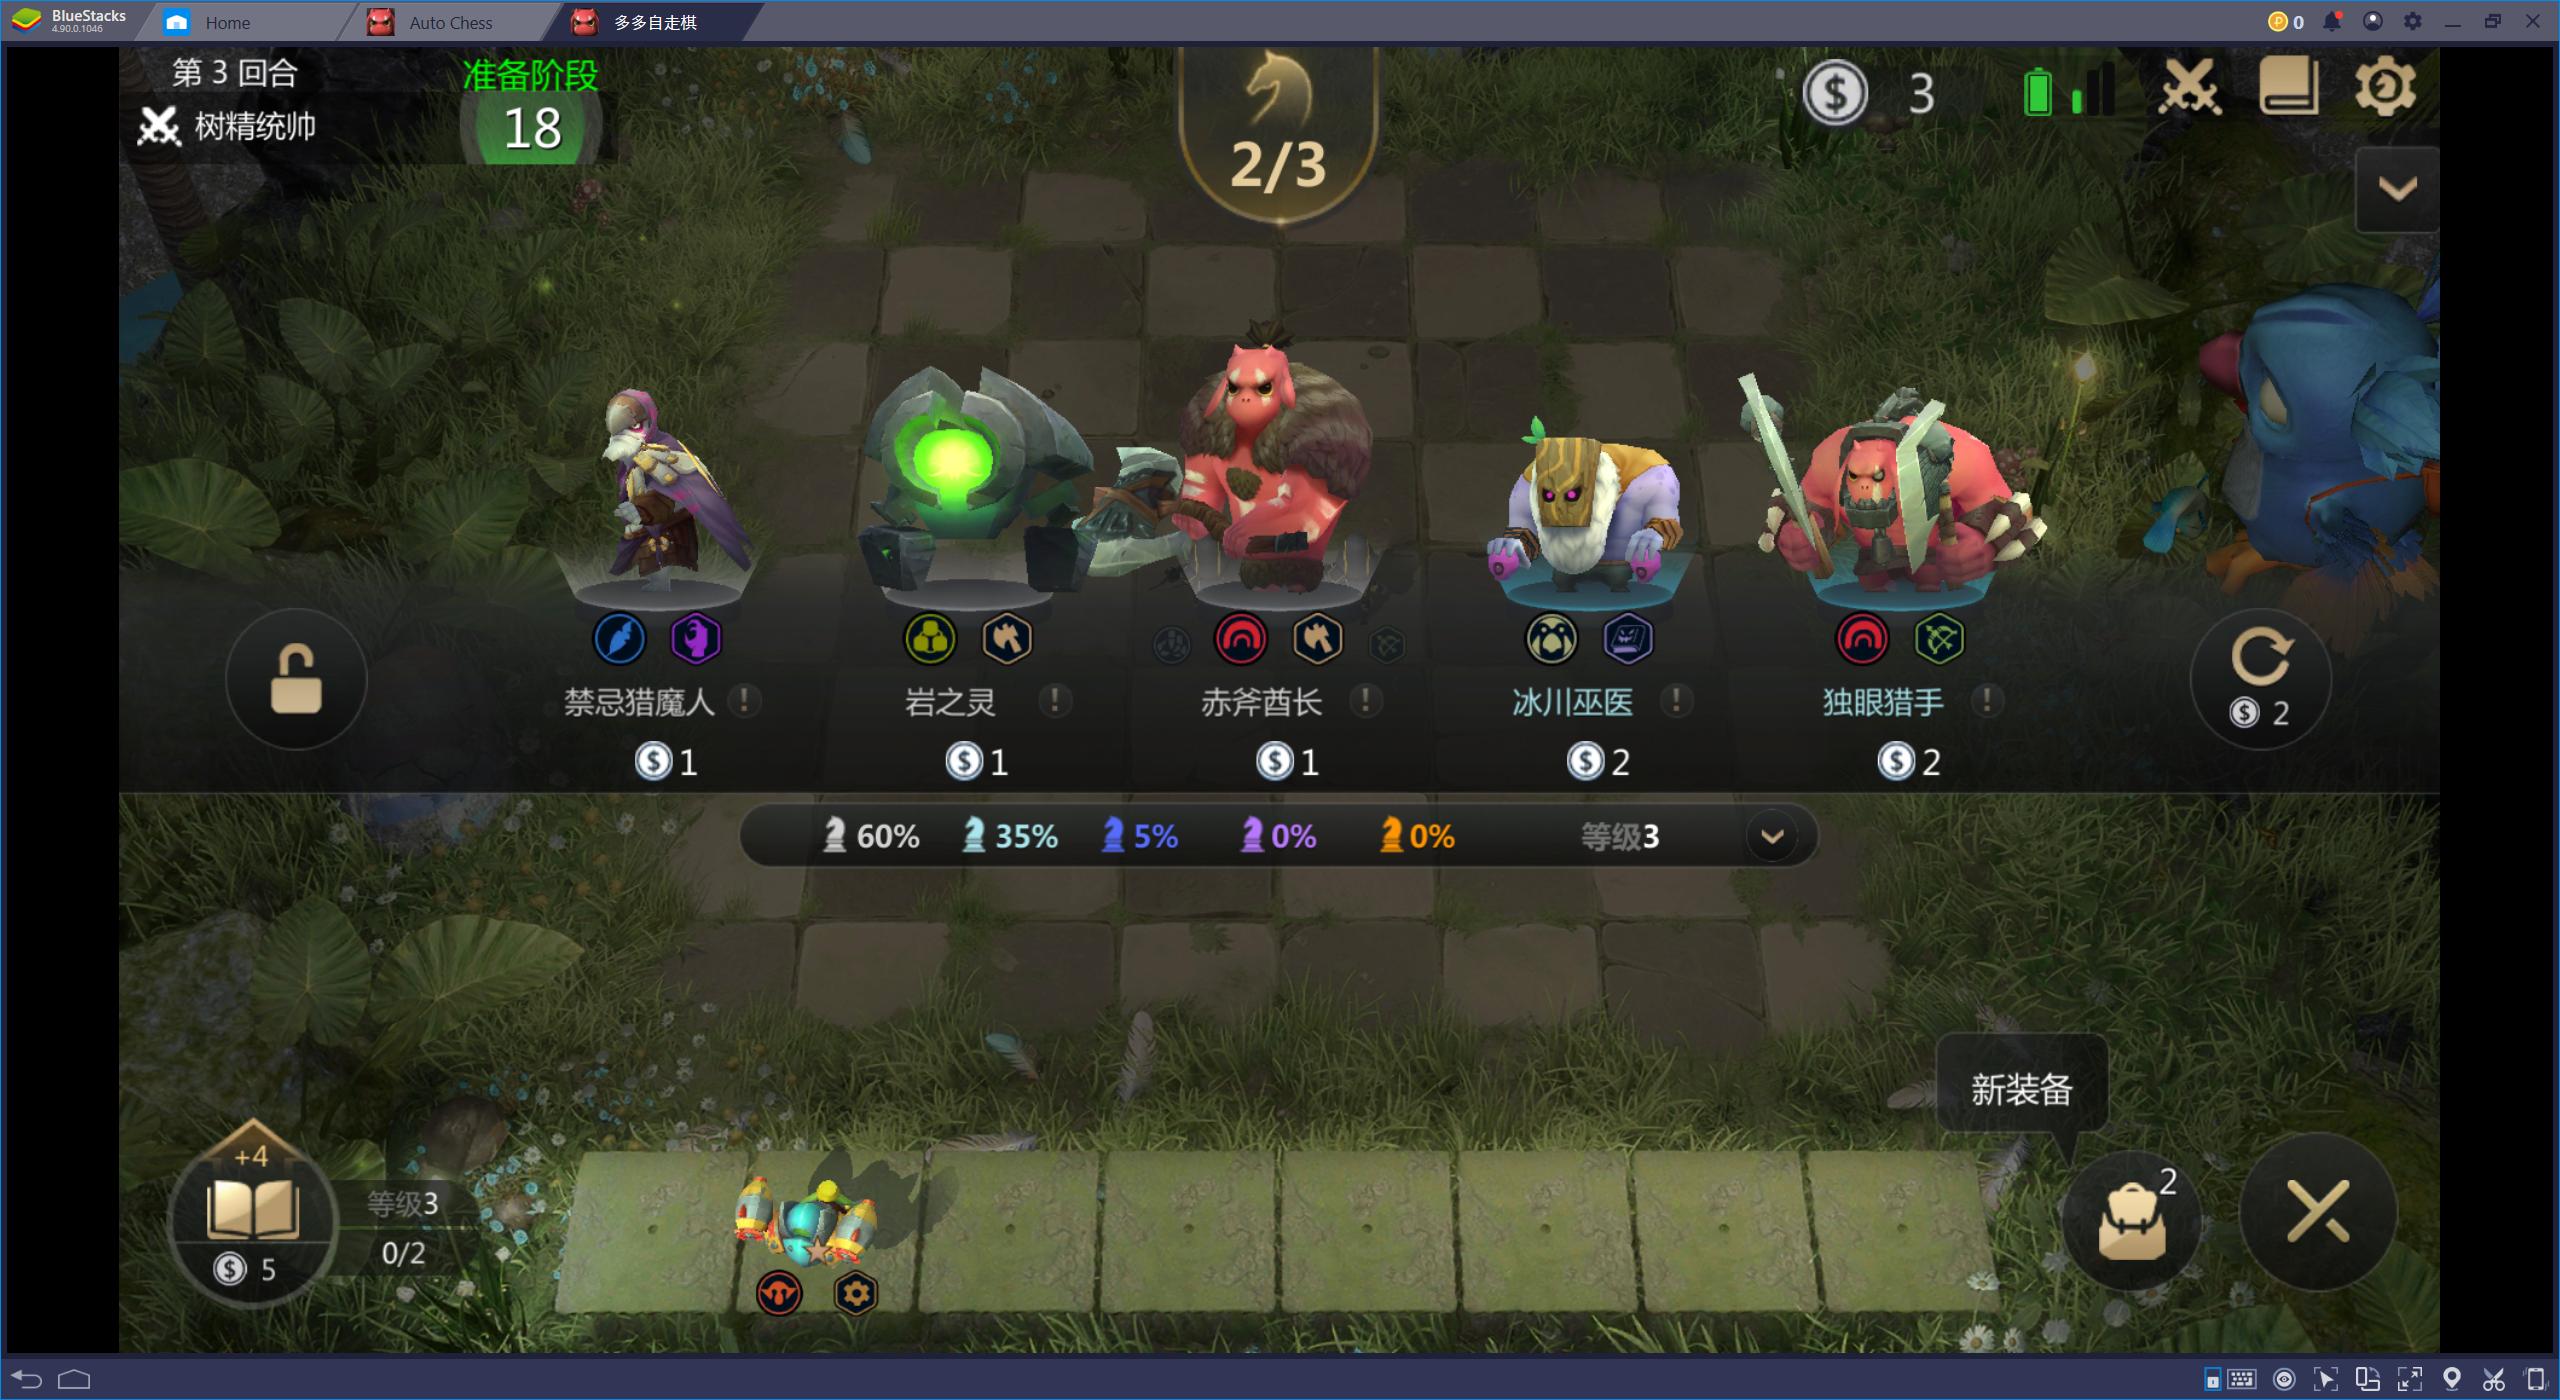 BlueStacks
4.90.0.1046
Home
Auto Chess
多多自走棋
0
第 3 回合
准备阶段
树精统帅
18
2/3
3
禁忌猎魔人
岩之灵
赤斧酋长
冰川巫医
独眼猎手
2
1
1
1
2
2
60%
35%
5%
0%
0%
等级3
新装备
+4
等级3
0/2
5
2